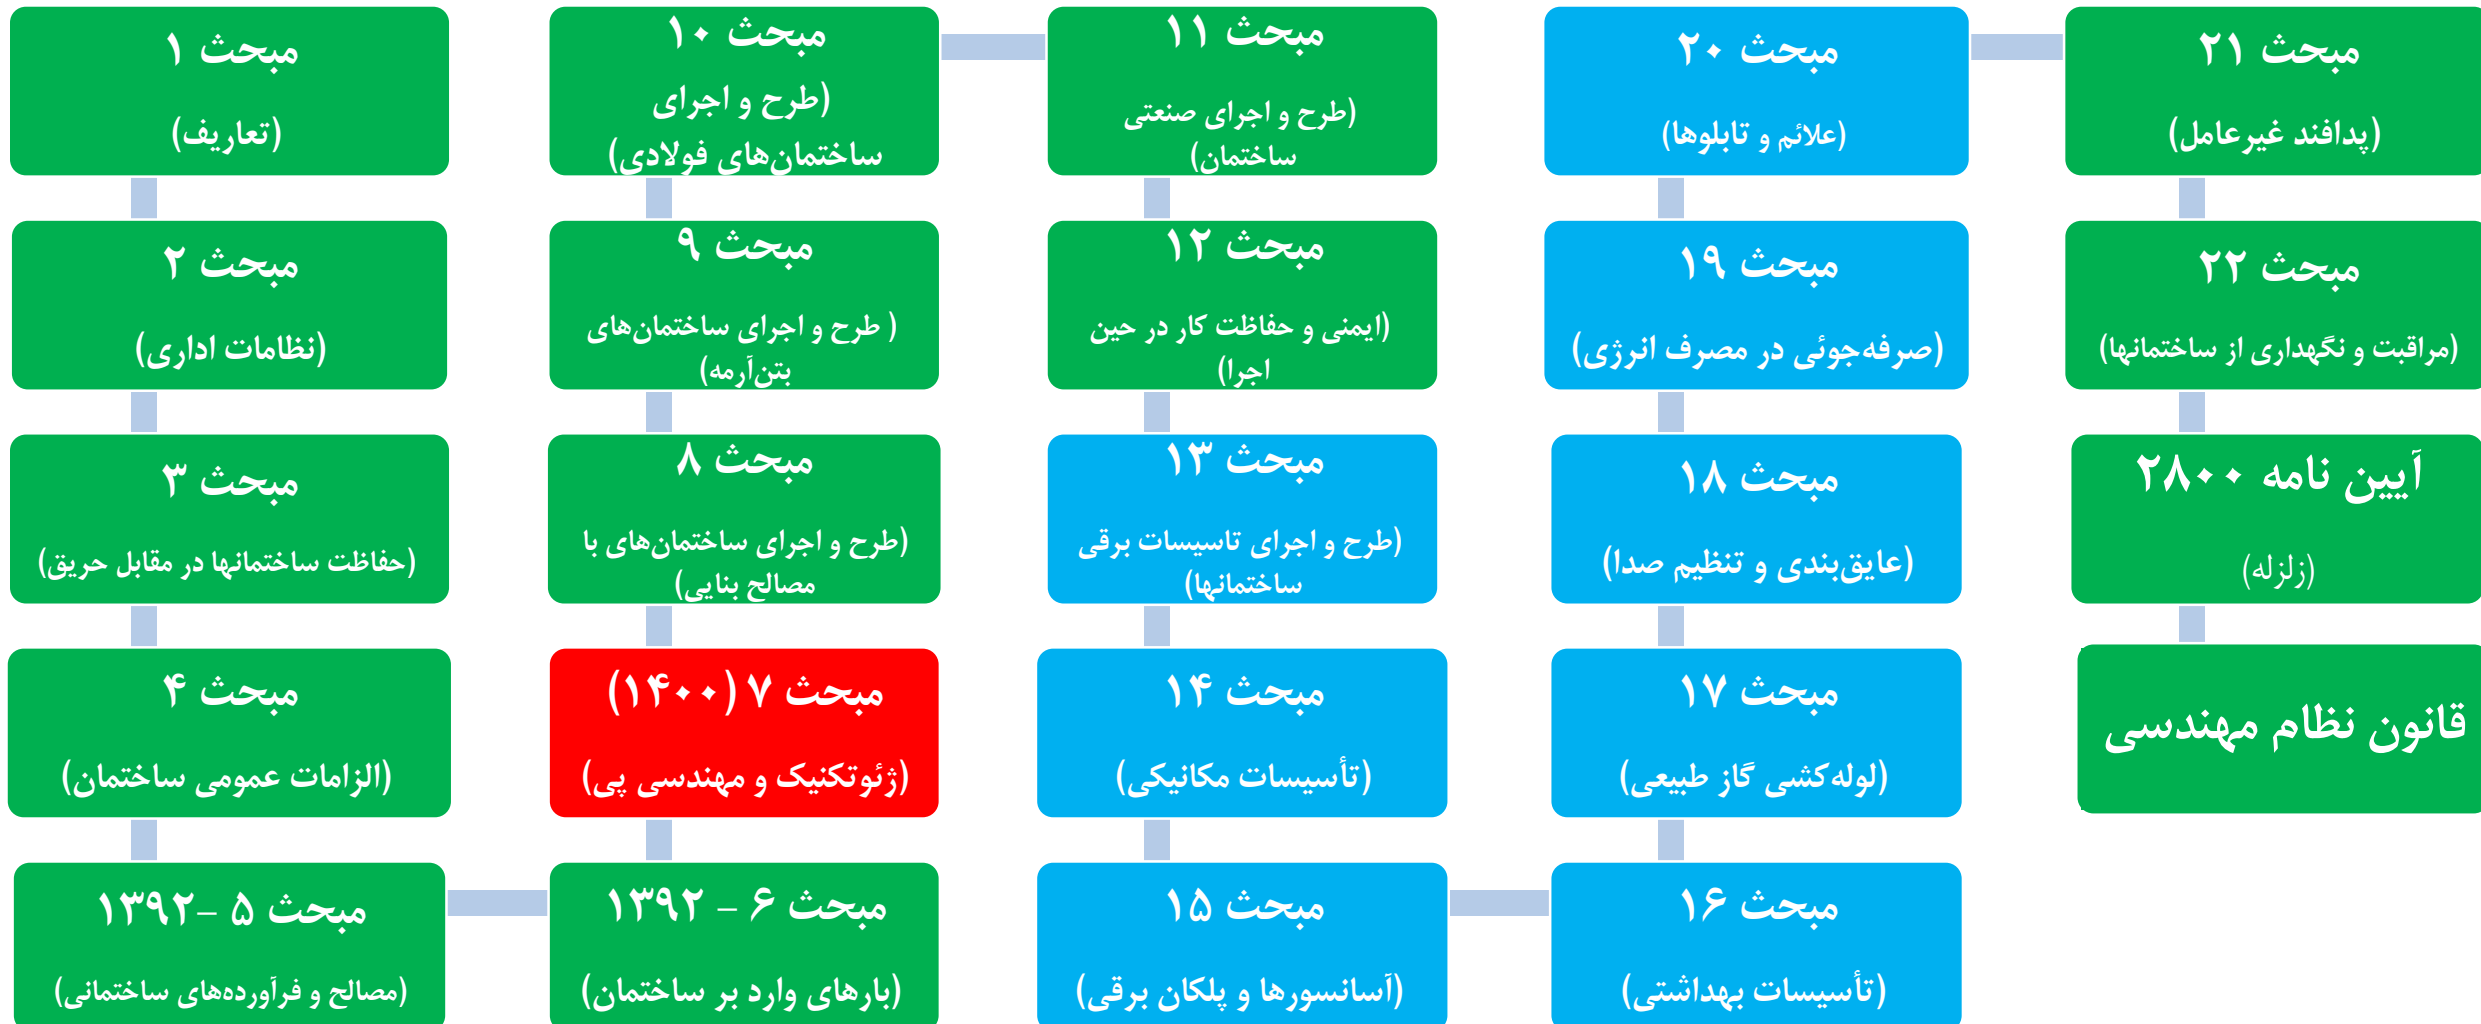 مبحث ۱
(تعاریف)
مبحث ۲
(نظامات اداری)
مبحث ۳
(حفاظت ساختمانها در مقابل حریق)
مبحث ۴
(الزامات عمومی ساختمان)
مبحث ۵ –۱۳۹۲
(مصالح و فرآورده‌های ساختمانی)
مبحث ۶ – ۱۳۹۲
(بارهای وارد بر ساختمان)
مبحث ۷ (۱۴۰۰)
(ژئوتکنیک و مهندسی پی)
مبحث ۸
(طرح و اجرای ساختمان‌های با
مصالح بنایی)
مبحث ۹
( طرح و اجرای ساختمان‌های
بتن‌آرمه)
مبحث ۱۰
(طرح و اجرای
ساختمان‌های فولادی)
مبحث ۱۱
(طرح و اجرای صنعتی
ساختمان)
مبحث ۱۲
(ایمنی و حفاظت کار در حین
اجرا)
مبحث ۱۳
(طرح و اجرای تاسیسات برقی
ساختمانها)
مبحث ۱۴
(تأسیسات مکانیکی)
مبحث ۱۵
(آسانسورها و پلکان برقی)
مبحث ۱۶
(تأسیسات بهداشتی)
مبحث ۱۷
(لوله‌کشی گاز طبیعی)
مبحث ۱۸
(عایق‌بندی و تنظیم صدا)
مبحث ۱۹
(صرفه‌جوئی در مصرف انرژی)
مبحث ۲۰
(علائم و تابلوها)
مبحث ۲۱
(پدافند غیرعامل)
مبحث ۲۲
(مراقبت و نگهداری از ساختمانها)
آیین نامه ۲۸۰۰
(زلزله)
قانون نظام مهندسی